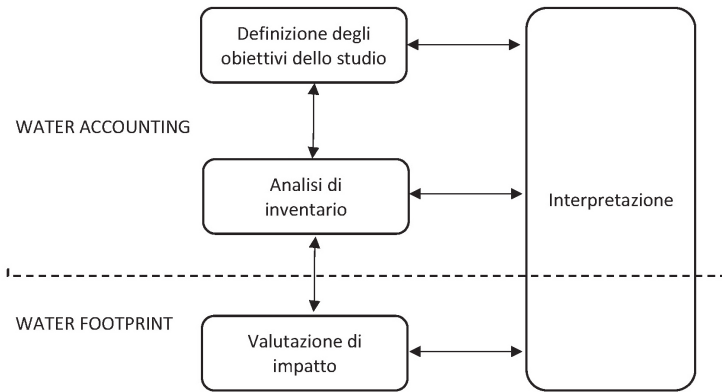 Definizione degli
obiettivi dello studio
WATER ACCOUNTING
Analisi di
inventario
Interpretazione
WATER FOOTPRINT
Valutazione di
impatto